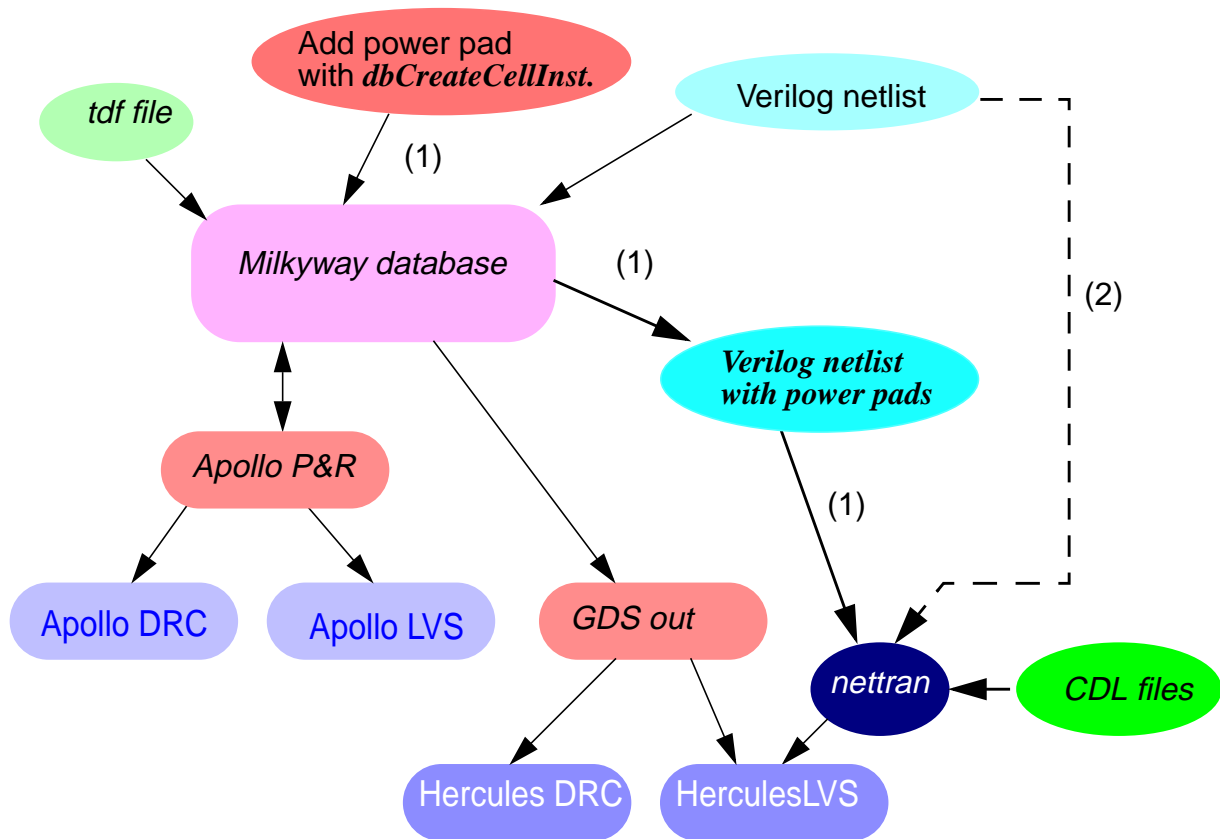 Add power pad
with dbCreateCellInst.
Verilog netlist
tdf file
(1)
Milkyway database
(1)
(2)
Verilog netlist
with power pads
Apollo P&R
(1)
Apollo DRC
Apollo LVS
GDS out
nettran
CDL files
Hercules DRC
HerculesLVS